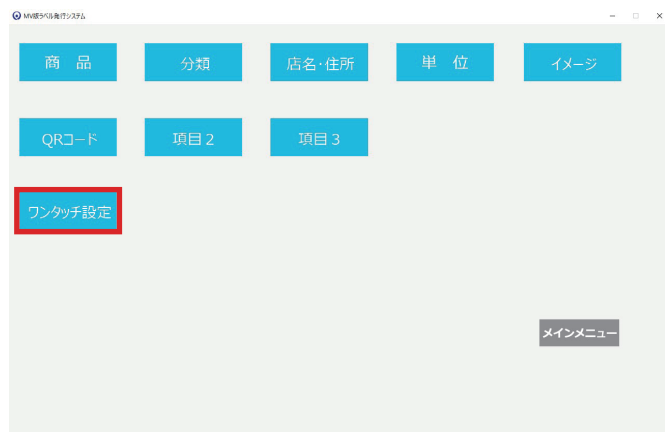 MV版ラベル発行システム
商　品
分類
店名・住所
単　位
イメージ
QRコード
項目２
項目３
ワンタッチ設定
メインメニュー